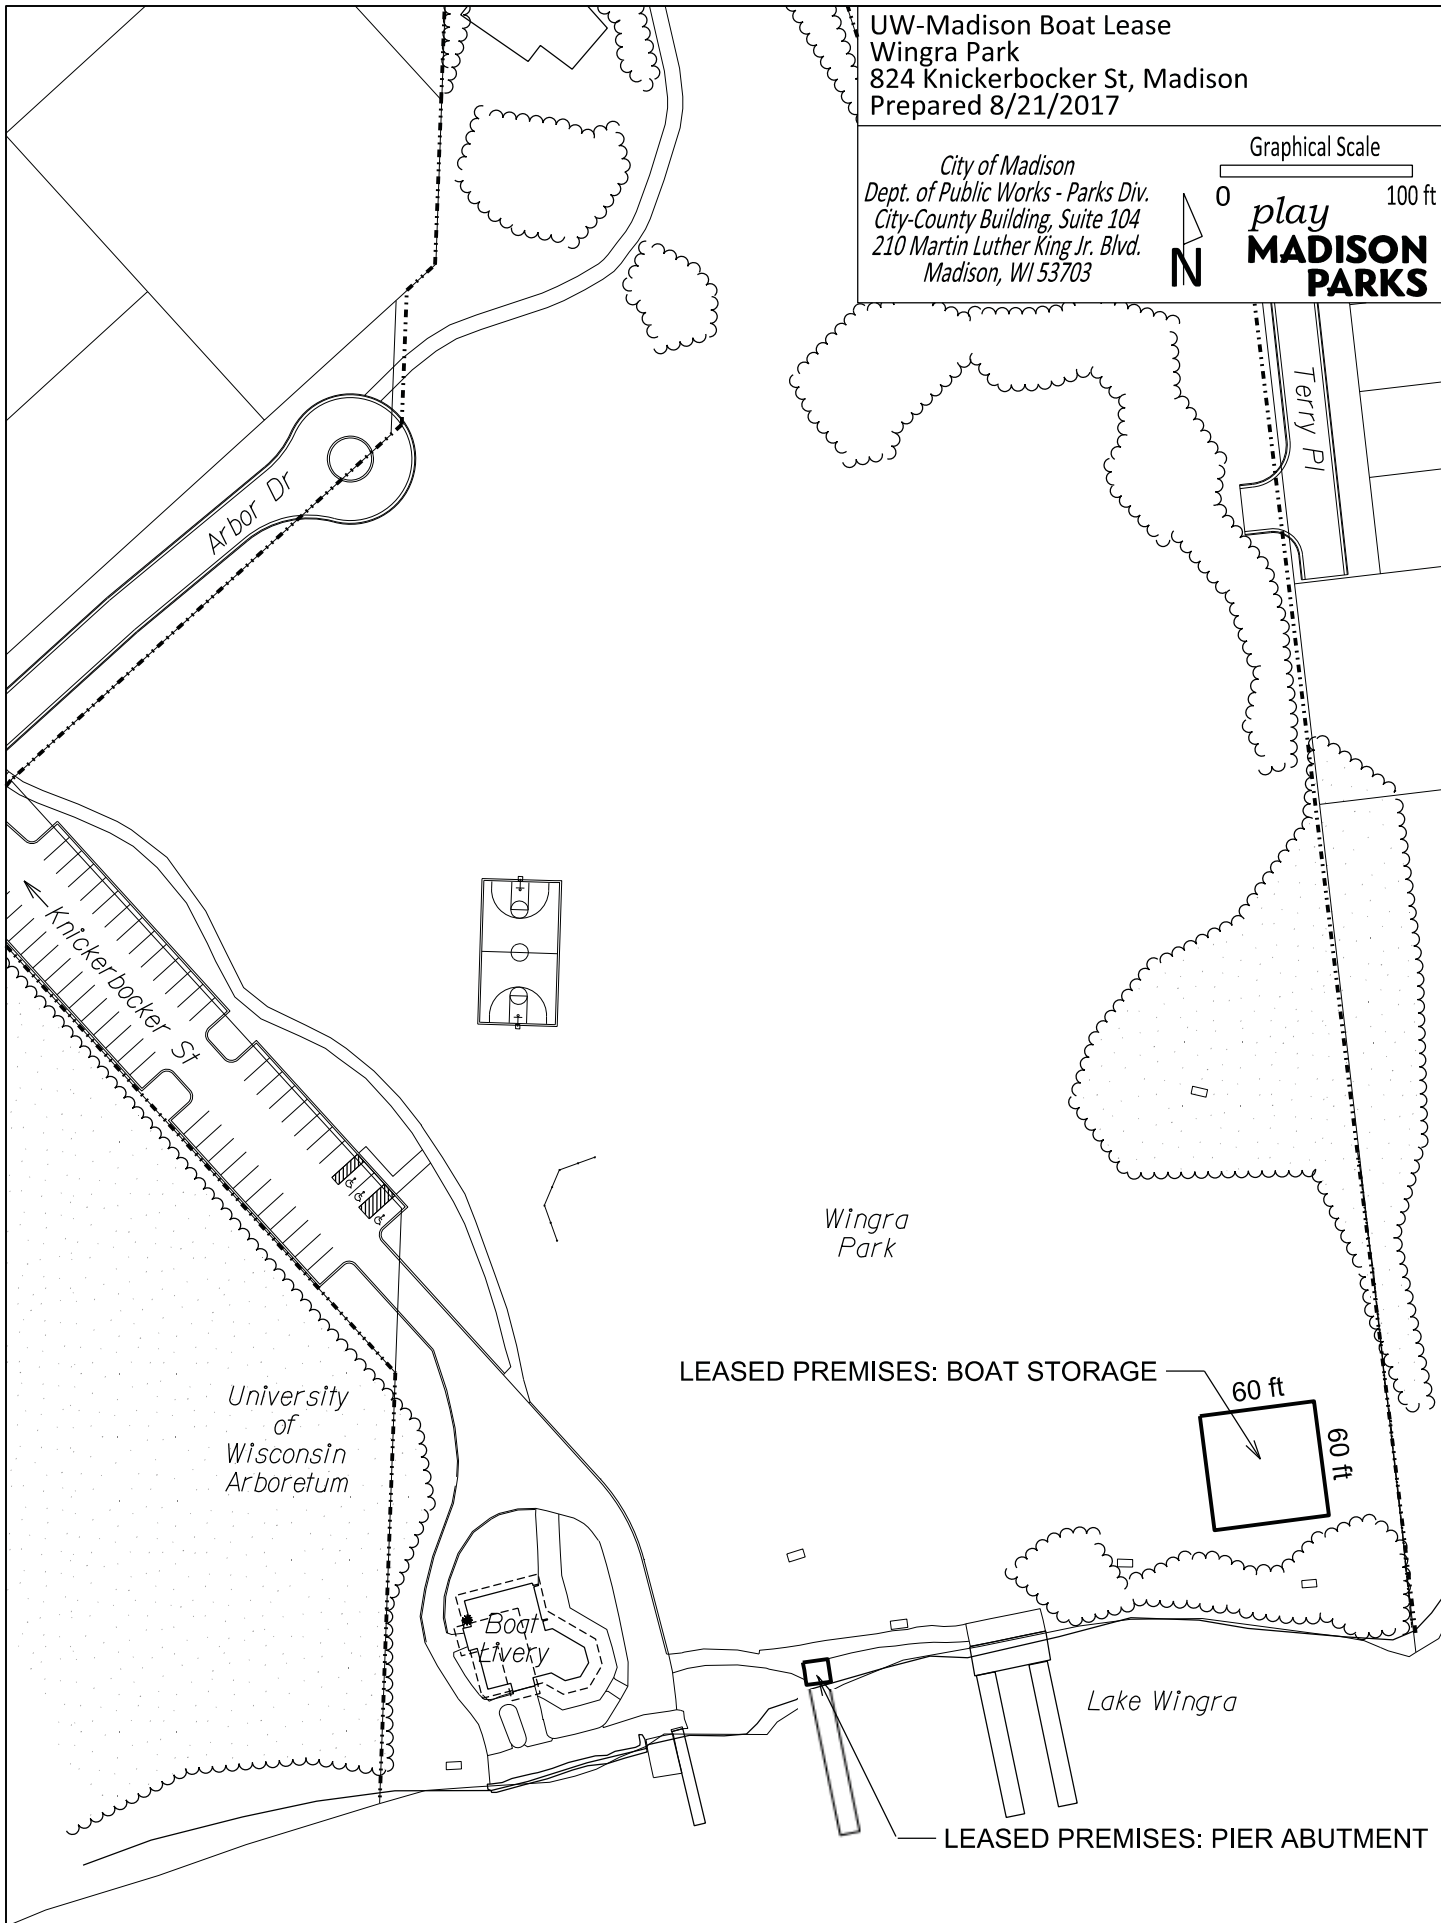 UW-Madison Boat Lease
Wingra Park
824 Knickerbocker St, Madison
Prepared 8/21/2017
City of Madison
Dept. of Public Works - Parks Div.
City-County Building, Suite 104
210 Martin Luther King Jr. Blvd.
Madison, WI 53703
N
Graphical Scale
0 100 ft
play
MADISON
PARKS
Terry Pl
Arbor Dr
Knickerbocker St
Wingra
Park
LEASED PREMISES: BOAT STORAGE
60 ft
60 ft
University
of
Wisconsin
Arboretum
Boat
Livery
Lake Wingra
LEASED PREMISES: PIER ABUTMENT